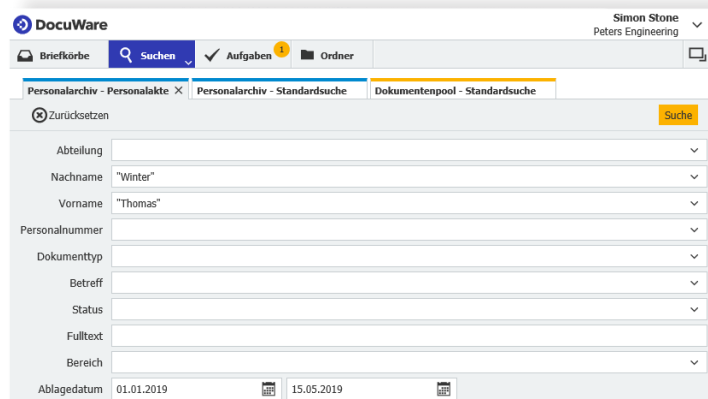 DocuWare
Simon Stone
Peters Engineering
Briefkörbe Suchen Aufgaben 1 Ordner
Personalarchiv - Personalakte Personalarchiv - Standardsuche Dokumentenpool - Standardsuche
Zurücksetzen Suche
Abteilung
Nachname "Winter"
Vorname "Thomas"
Personalnummer
Dokumenttyp
Betreff
Status
Fulltext
Bereich
Ablagedatum 01.01.2019 15.05.2019